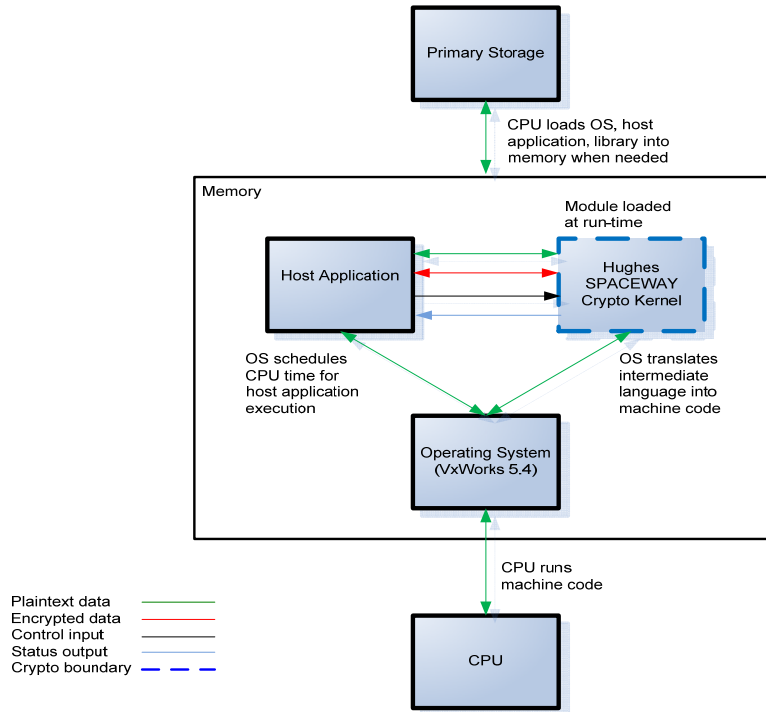 Primary Storage
CPU loads OS, host
application, library into
memory when needed
Memory
Module loaded
at run-time
Host Application
Hughes
SPACEWAY
Crypto Kernel
OS schedules
CPU time for
host application
execution
OS translates
intermediate
language into
machine code
Operating System
(VxWorks 5.4)
CPU runs
machine code
Plaintext data
Encrypted data
Control input
Status output
Crypto boundary
CPU